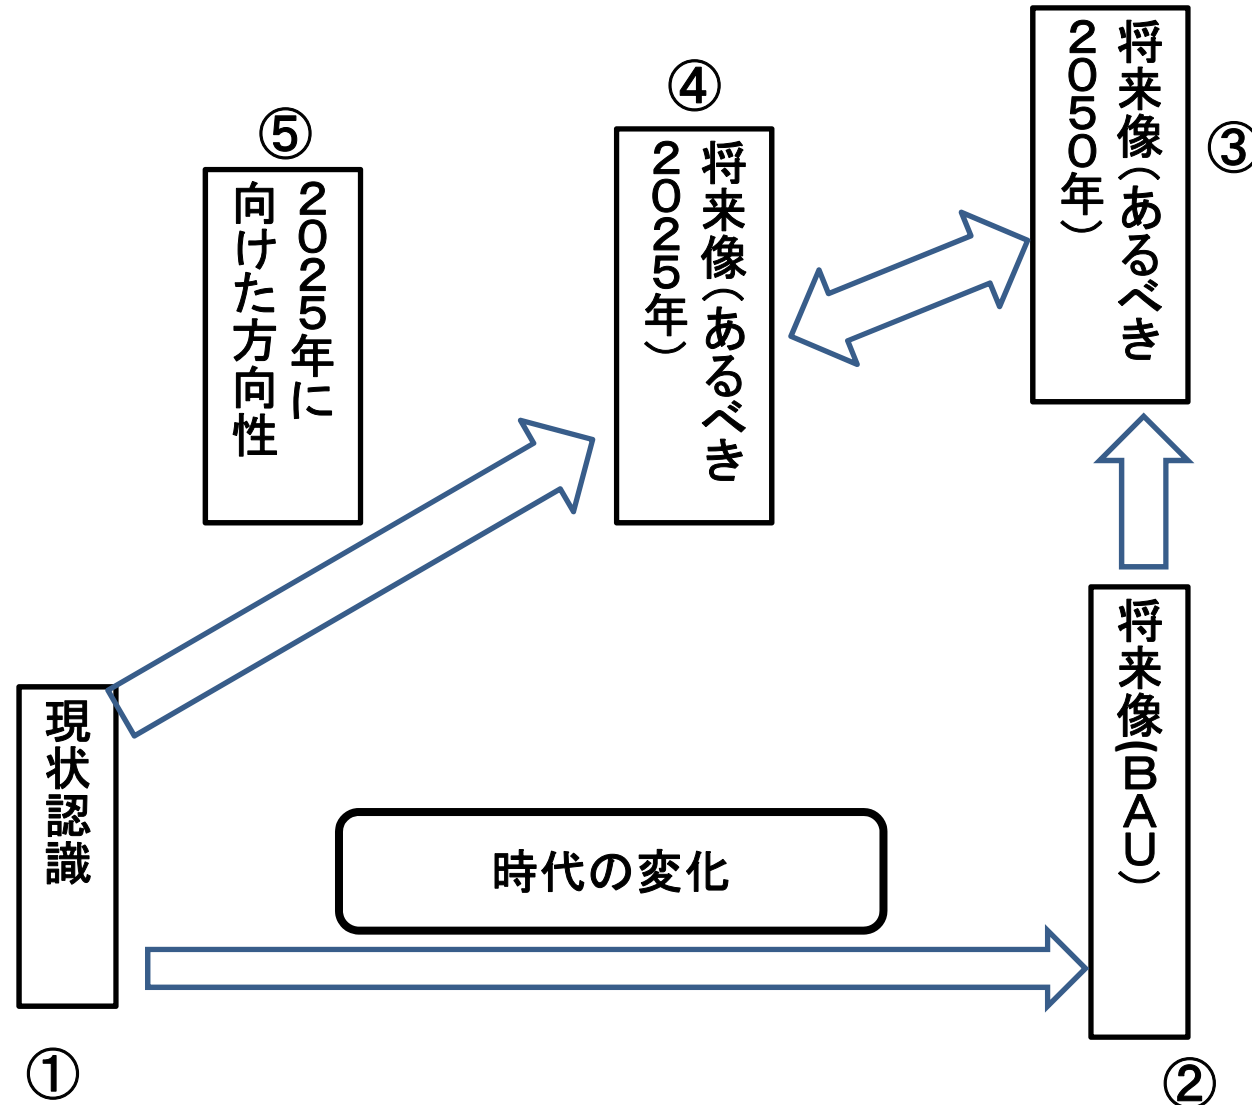 ⑤
２０２５年に
向けた方向性
④
将来像（あるべき
２０２５年）
③
将来像（あるべき
２０５０年）
現状認識
①
時代の変化
将来像(ＢＡＵ）
②